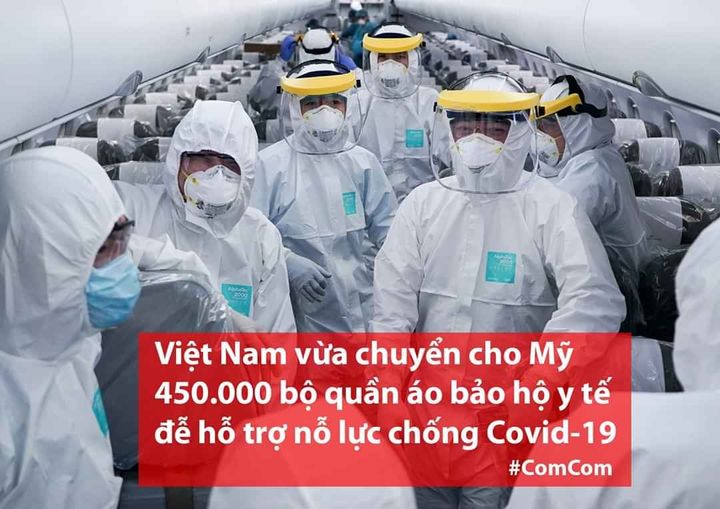 Việt Nam vừa chuyển cho Mỹ
450.000 bộ quần áo bảo hộ y tế
đễ hỗ trợ nỗ lực chống Covid-19
#ComCom